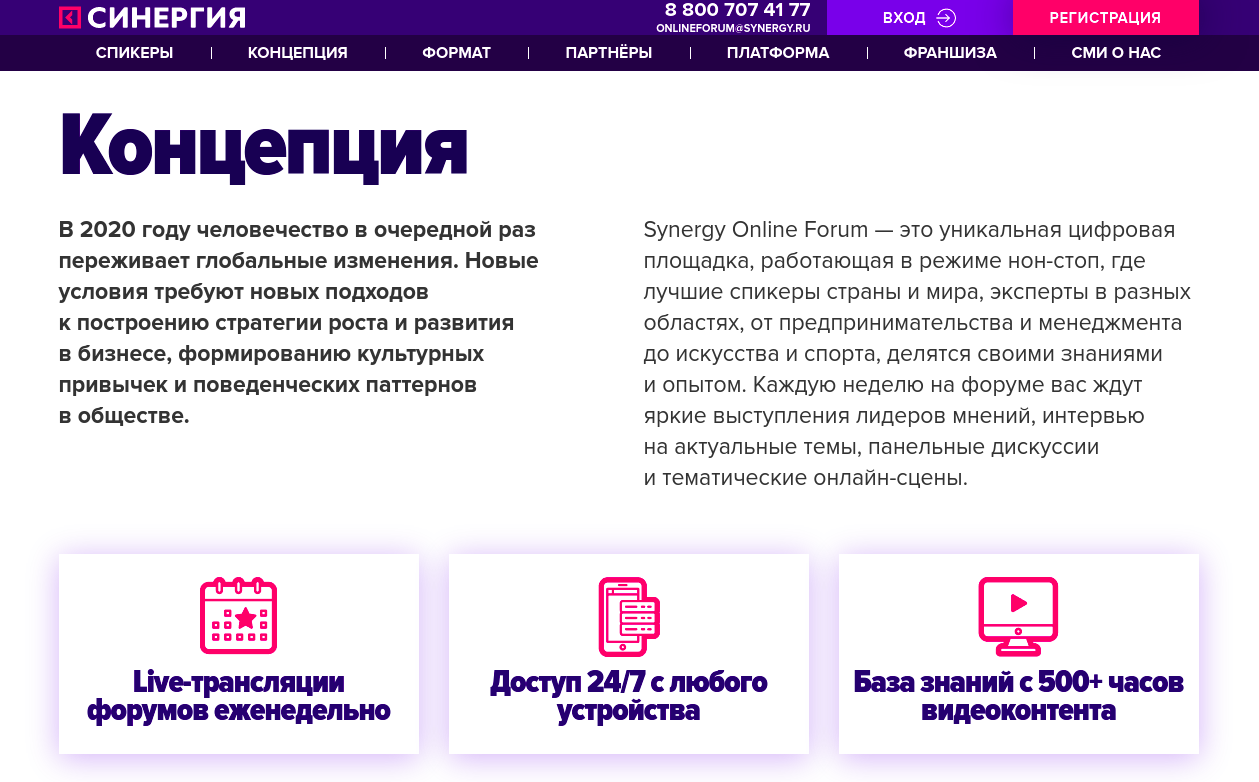 СИНЕРГИЯ
8 800 707 41 77
ONLINEFORUM@SYNERGY.RU
ВХОД
РЕГИСТРАЦИЯ
СПИКЕРЫ
КОНЦЕПЦИЯ
ФОРМАТ
ПАРТНЁРЫ
ПЛАТФОРМА
ФРАНШИЗА
СМИ О НАС
Концепция
В 2020 году человечество в очередной раз
переживает глобальные изменения. Новые
условия требуют новых подходов
к построению стратегии роста и развития
в бизнесе, формированию культурных
привычек и поведенческих паттернов
в обществе.
Synergy Online Forum — это уникальная цифровая
площадка, работающая в режиме нон-стоп, где
лучшие спикеры страны и мира, эксперты в разных
областях, от предпринимательства и менеджмента
до искусства и спорта, делятся своими знаниями
и опытом. Каждую неделю на форуме вас ждут
яркие выступления лидеров мнений, интервью
на актуальные темы, панельные дискуссии
и тематические онлайн-сцены.
Live-трансляции
форумов еженедельно
Доступ 24/7 с любого
устройства
База знаний с 500+ часов
видеоконтента